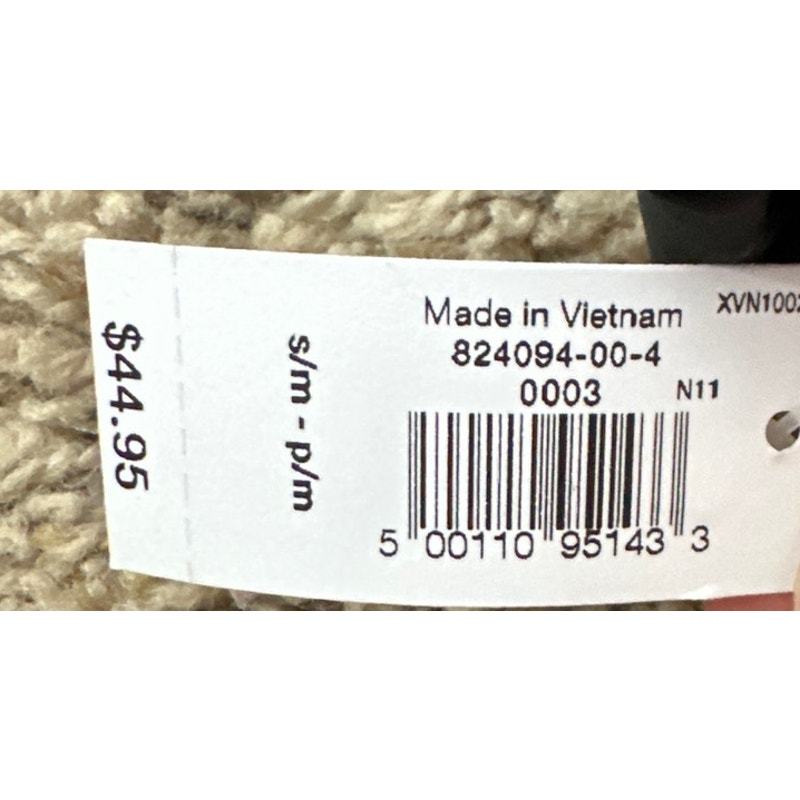 $44.95
s/m - p/m
Made in Vietnam
824094-00-4
0003
N11
5 00110 95143 3